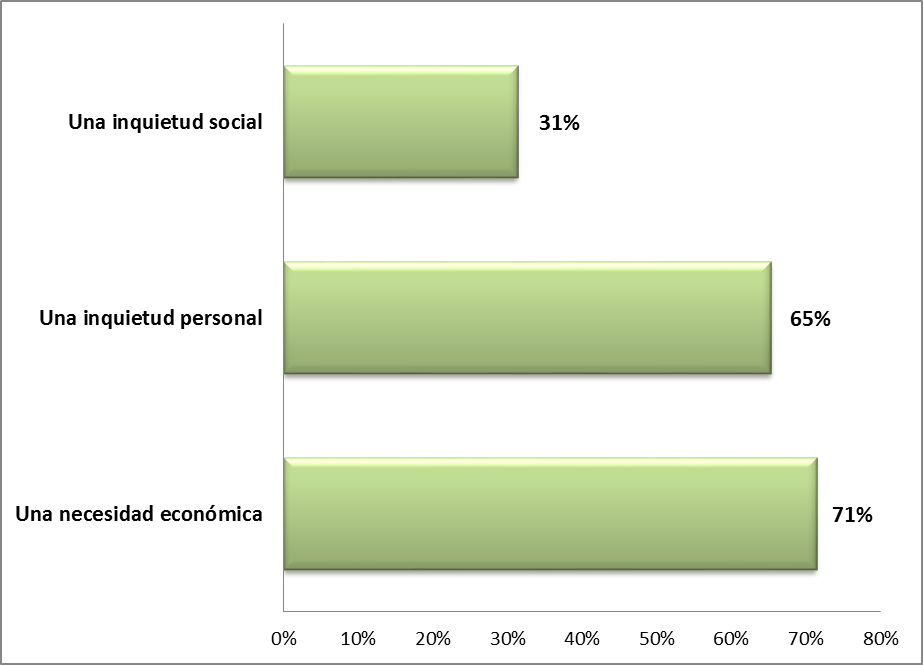 Una inquietud social
31%
Una inquietud personal
65%
Una necesidad económica
71%
0% 10% 20% 30% 40% 50% 60% 70% 80%